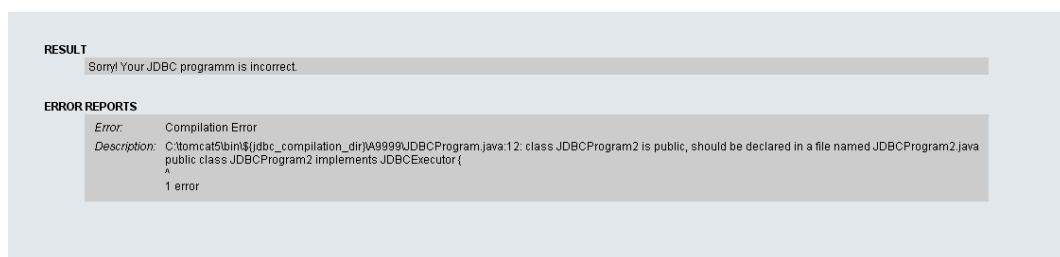 RESULT
Sorry! Your JDBC programm is incorrect.
ERROR REPORTS
Error: Compilation Error
Description: C:\tomcat5\bin\${jdbc_compilation_dir}\A9999\JDBCProgram.java:12: class JDBCProgram2 is public, should be declared in a file named JDBCProgram2.java
public class JDBCProgram2 implements JDBCExecutor {
^
1 error